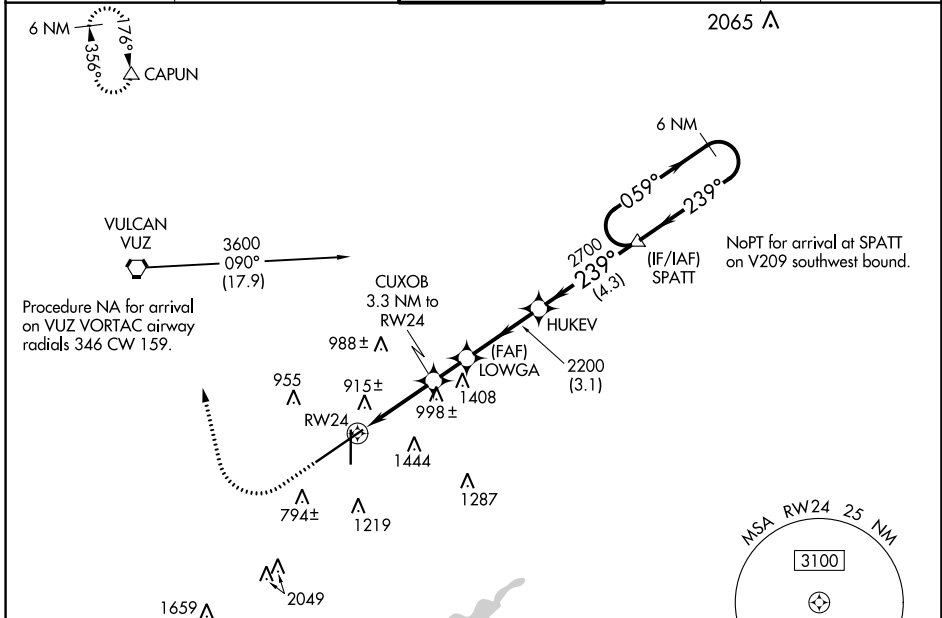 2065
6 NM
176°
356°
CAPUN
6 NM
059°
239°
VULCAN
VUZ
3600
090°
(17.9)
2700
239°
(4.3)
(IF/IAF)
SPATT
NoPT for arrival at SPATT
on V209 southwest bound.
CUXOB
3.3 NM to
RW24
HUKEV
Procedure NA for arrival
on VUZ VORTAC airway
radials 346 CW 159.
988±
(FAF)
LOWGA
2200
(3.1)
955
915±
998±
1408
RW24
1444
1287
794±
1219
MSA RW24 25 NM
3100
2049
1659